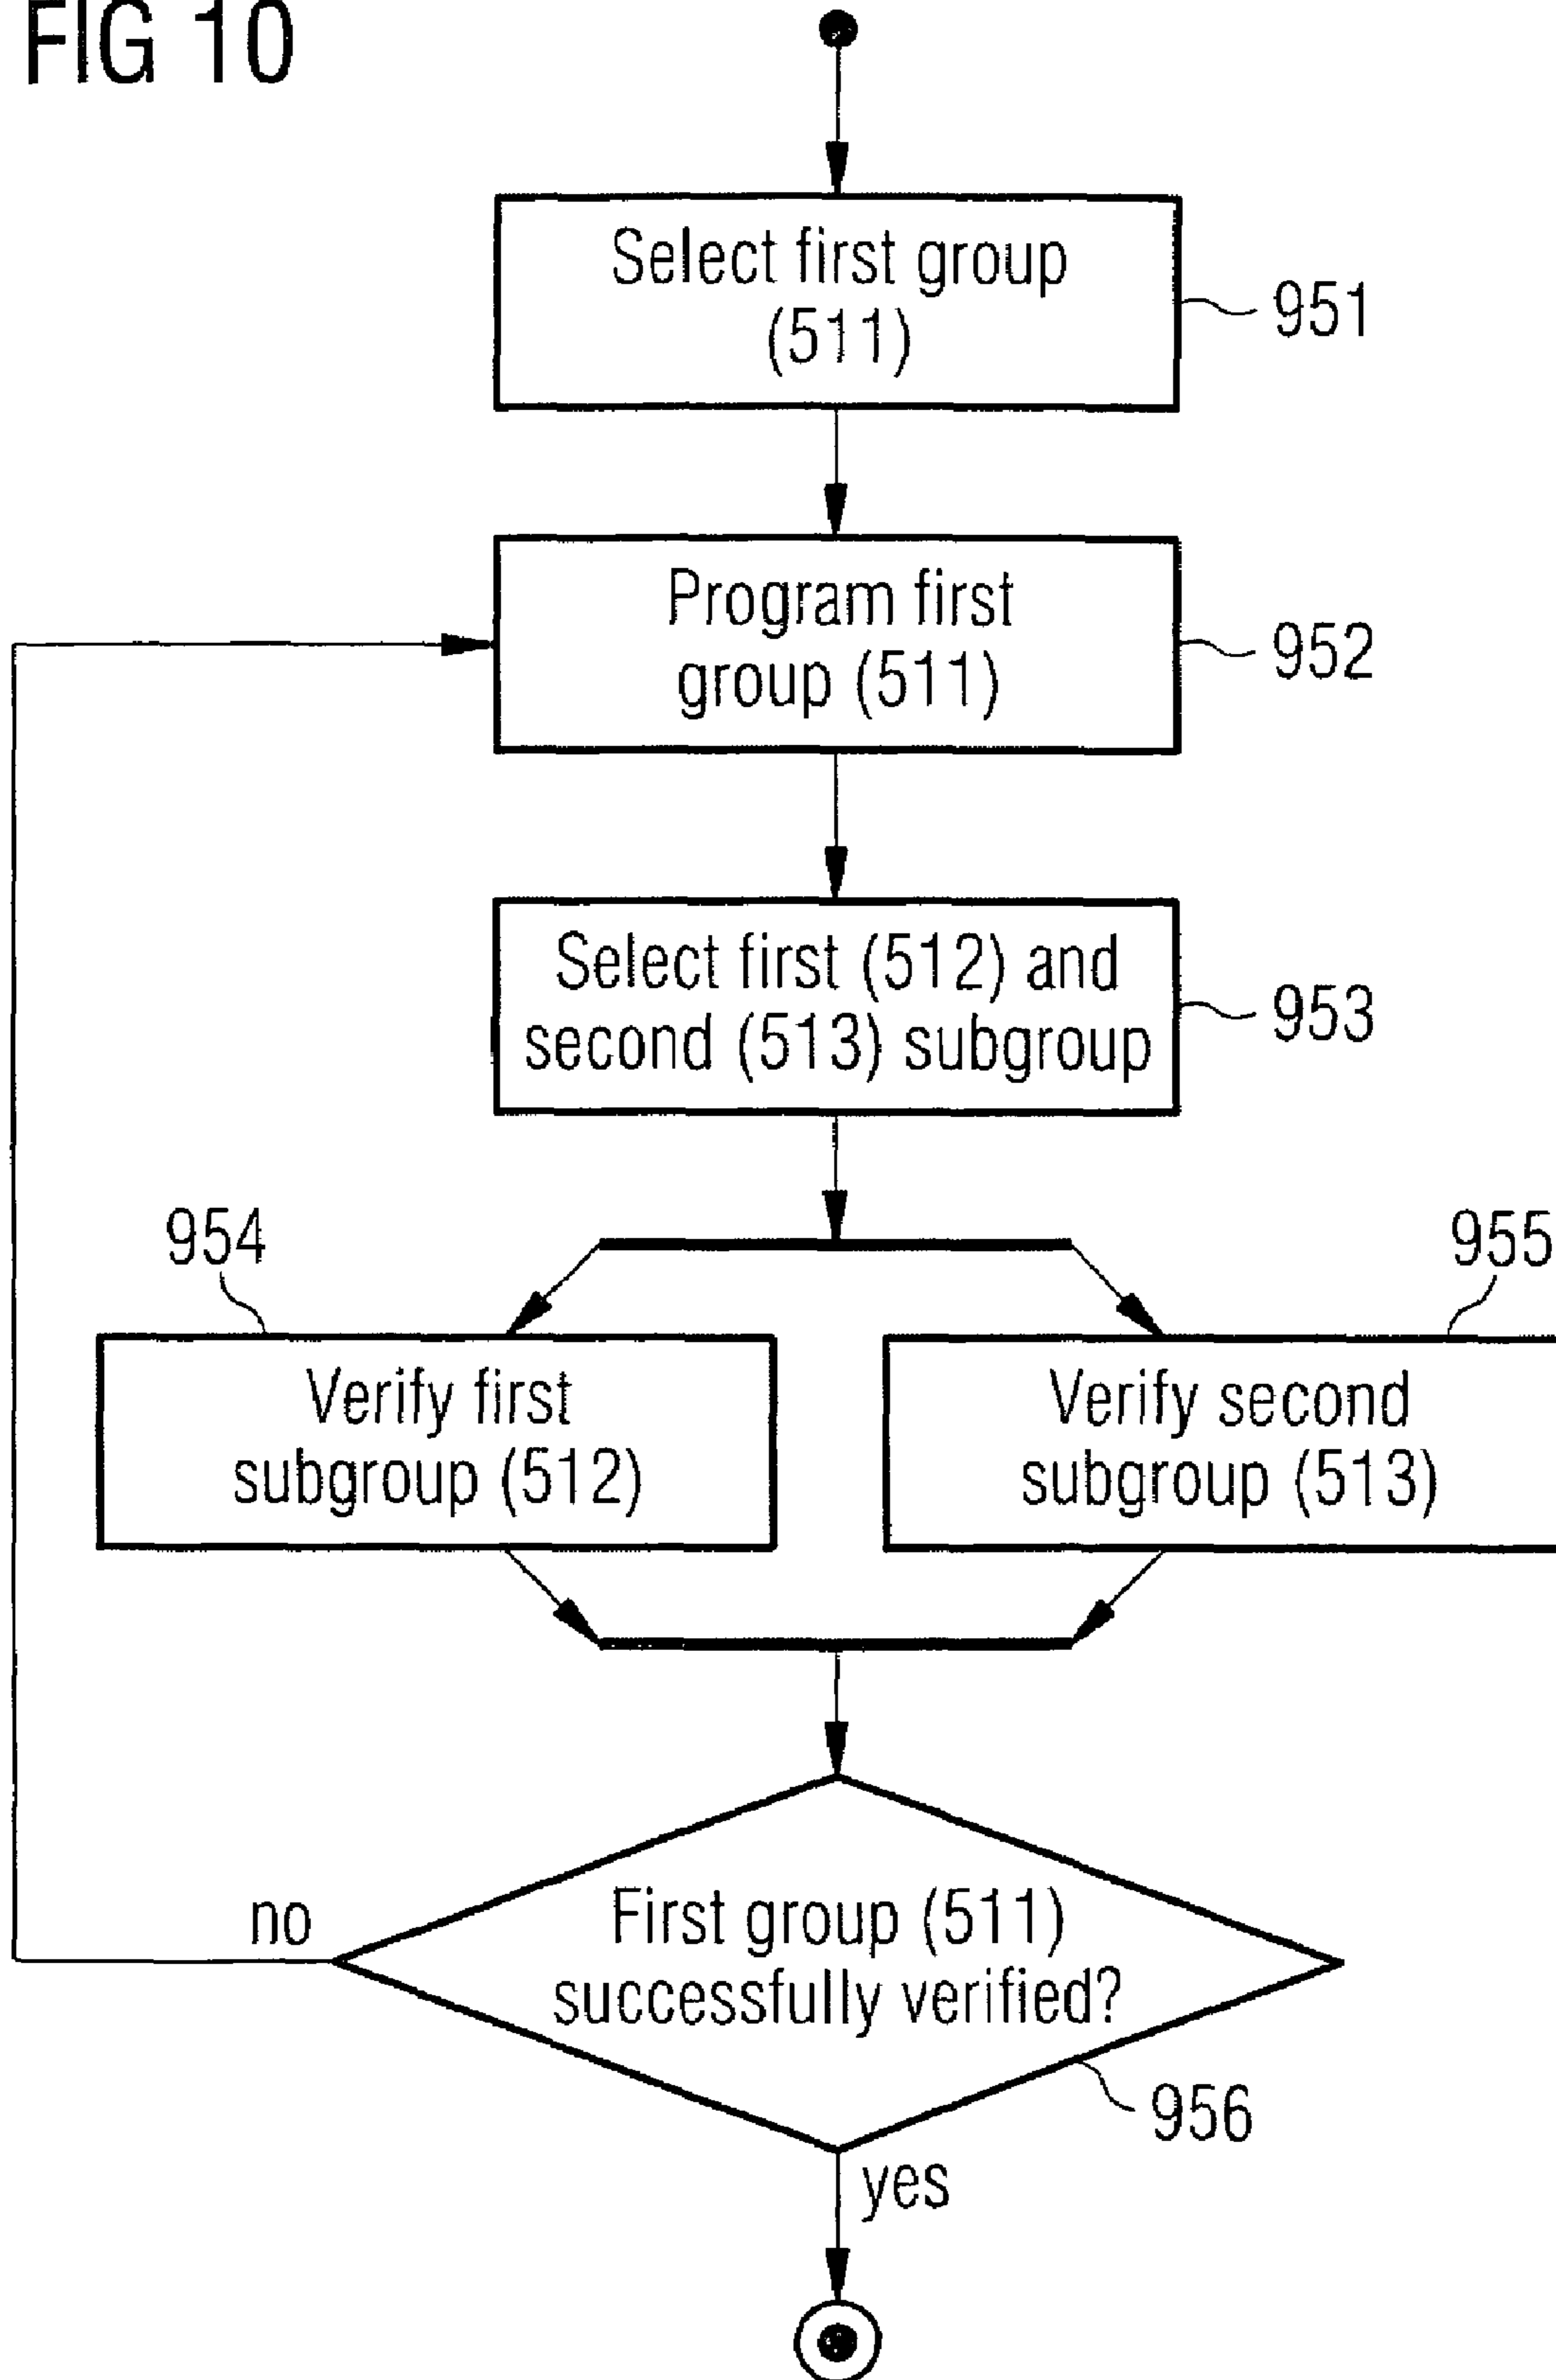 FIG 10
Select first group
(511)
951
Program first
group (511)
952
Select first (512) and
second (513) subgroup
953
954
955
Verify first
subgroup (512)
Verify second
subgroup (513)
no
First group (511)
successfully verified?
956
yes